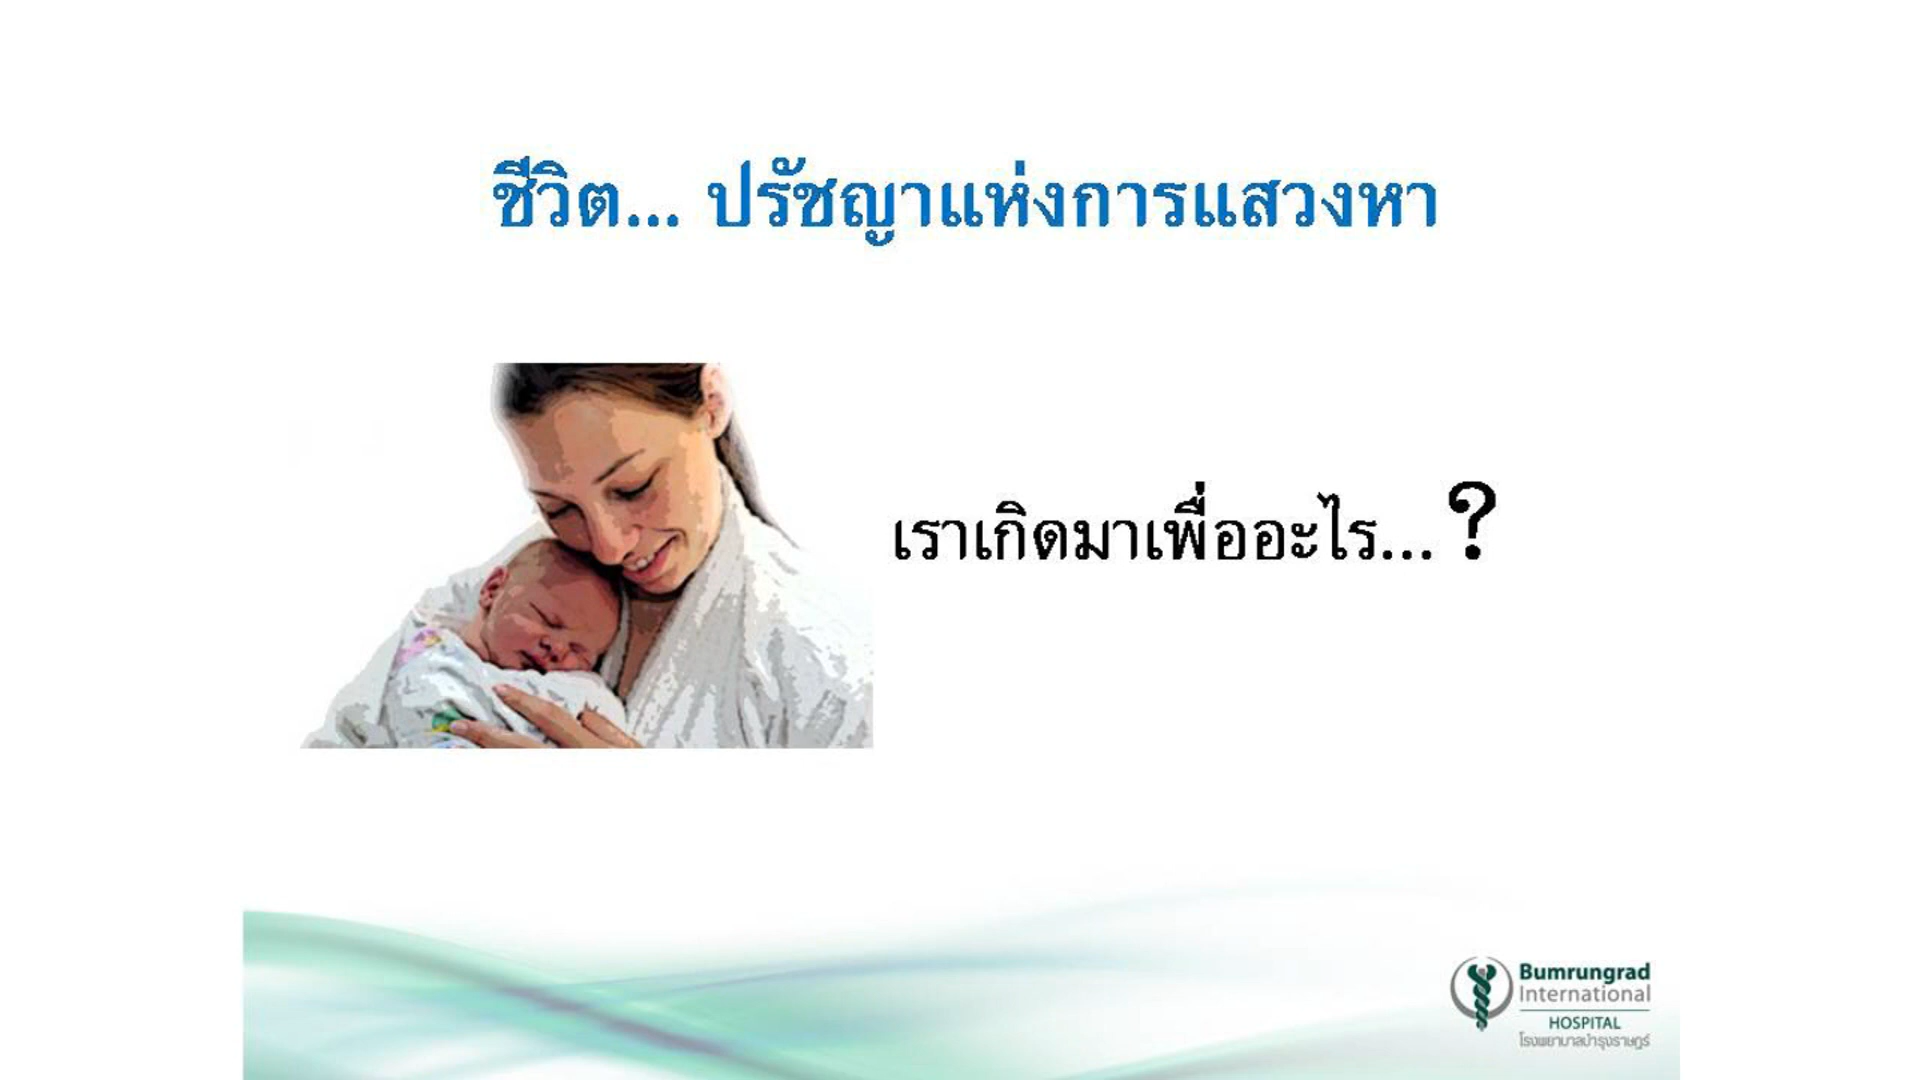 ชีวิต... ปรัชญาแห่งการแสวงหา
เราเกิดมาเพื่ออะไร...?
Bumrungrad
International
HOSPITAL
โรงพยาบาลบำรุงราษฎร์